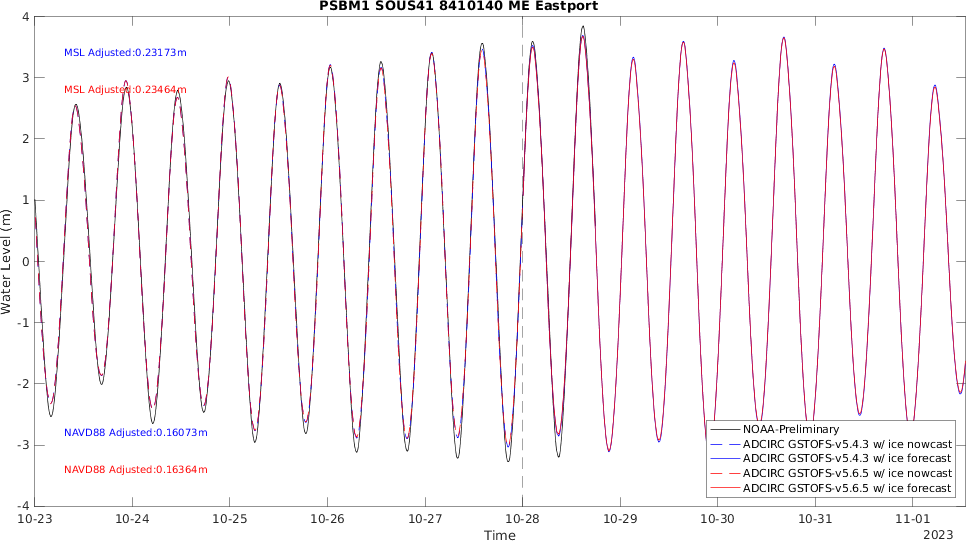 PSBM1 SOUS41 8410140 ME Eastport
4
3
2
1
0
-1
-2
-3
-4
Water Level (m)
MSL Adjusted:0.23173m
MSL Adjusted:0.23464m
NAVD88 Adjusted:0.16073m
NAVD88 Adjusted:0.16364m
NOAA-Preliminary
ADCIRC GSTOFS-v5.4.3 w/ ice nowcast
ADCIRC GSTOFS-v5.4.3 w/ ice forecast
ADCIRC GSTOFS-v5.6.5 w/ ice nowcast
ADCIRC GSTOFS-v5.6.5 w/ ice forecast
10-23 10-24 10-25 10-26 10-27 10-28 10-29 10-30 10-31 11-01
Time
2023